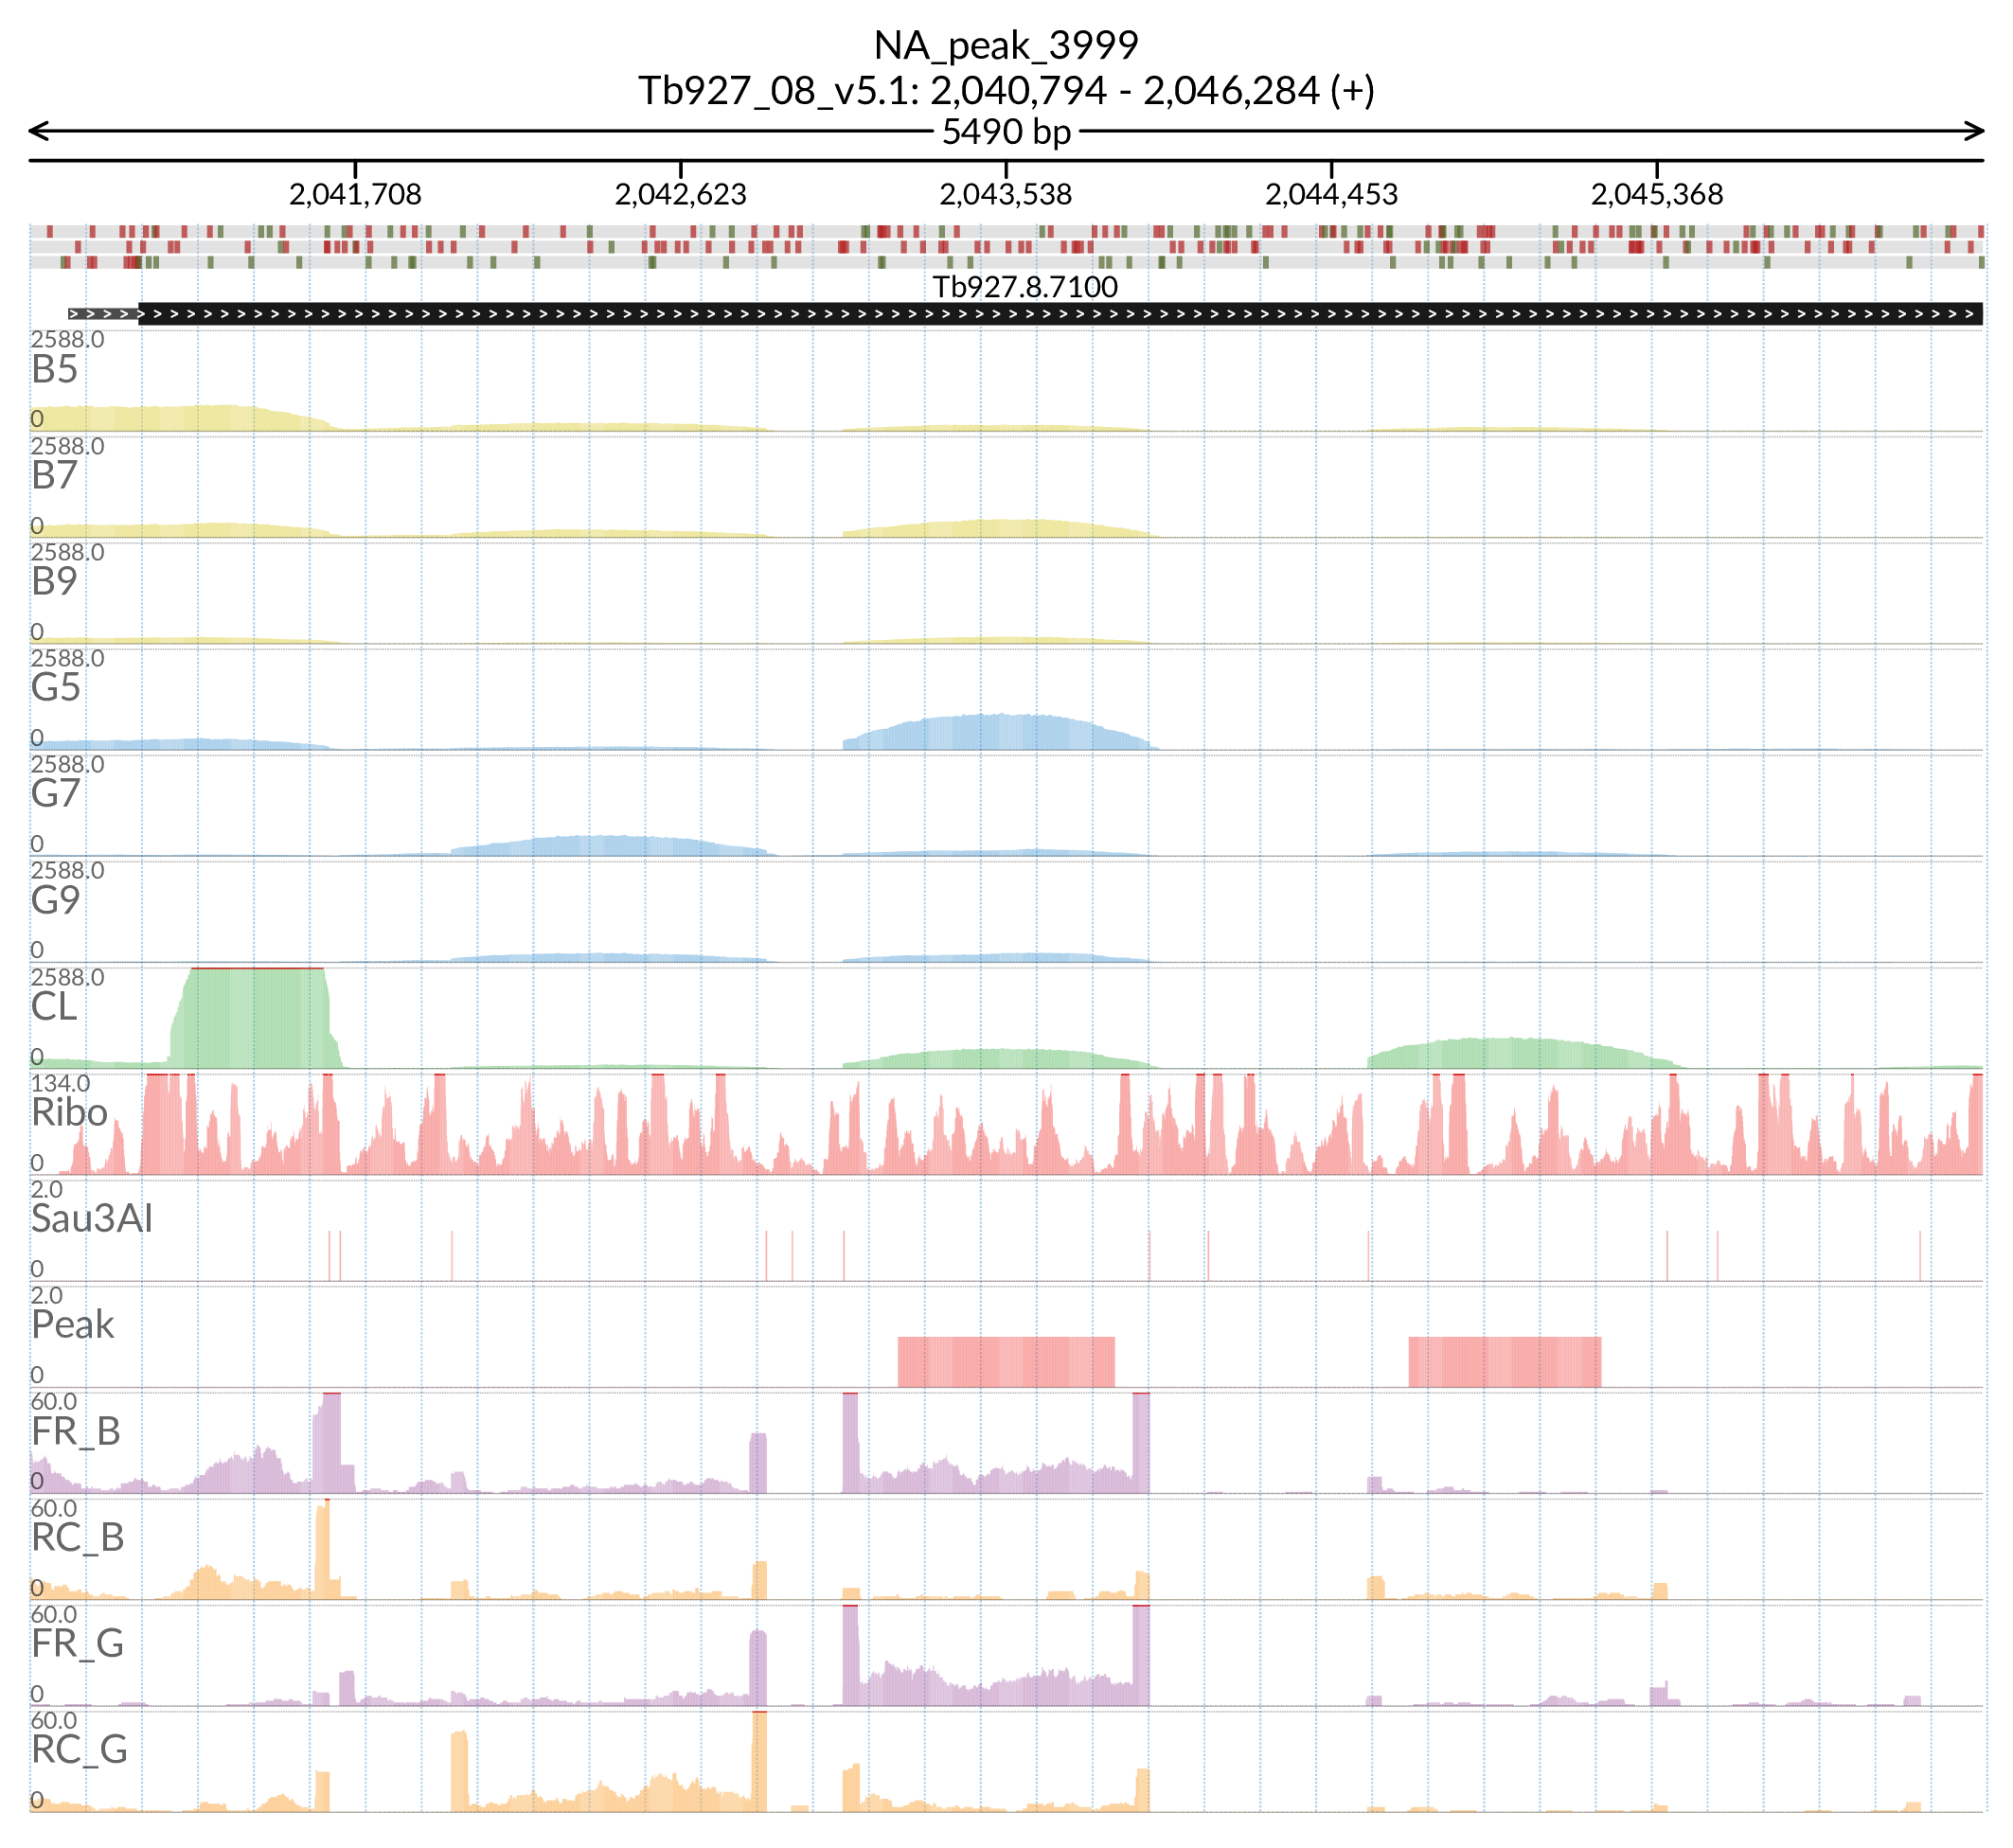 NA_peak_3999
Tb927_08_v5.1: 2,040,794 - 2,046,284 (+)
5490 bp
2,041,708 2,042,623 2,043,538 2,044,453 2,045,368
Tb927.8.7100
2588.0
B5
0
2588.0
B7
0
2588.0
B9
0
2588.0
G5
0
2588.0
G7
0
2588.0
G9
0
2588.0
CL
0
134.0
Ribo
0
2.0
Sau3AI
0
2.0
Peak
0
60.0
FR_B
0
60.0
RC_B
0
60.0
FR_G
0
60.0
RC_G
0